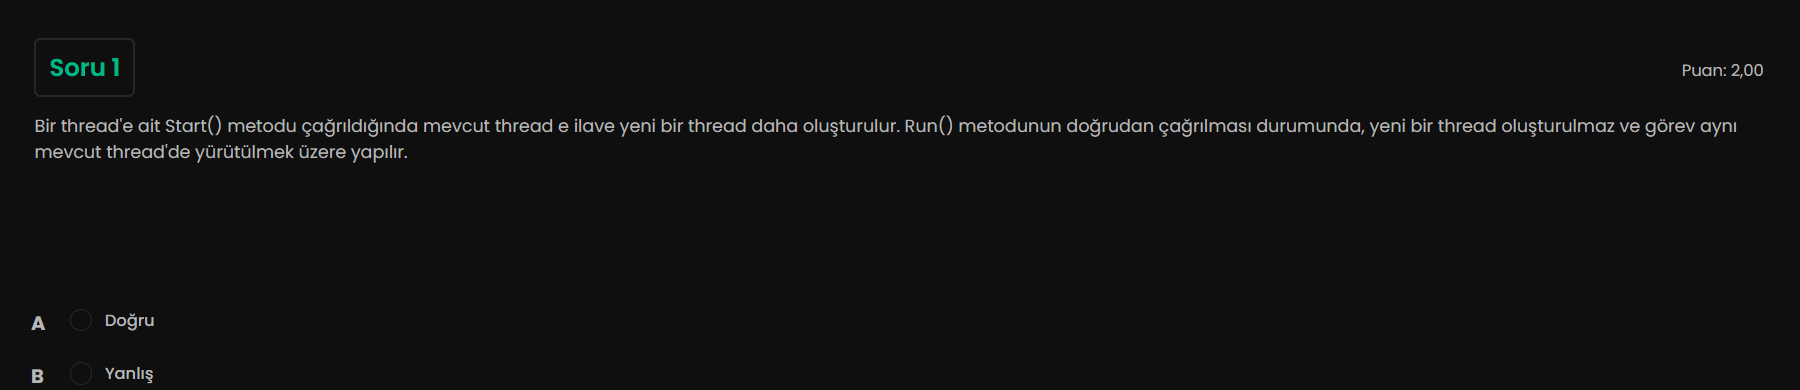 Soru 1
Puan: 2,00
Bir thread'e ait Start() metodu çağrıldığında mevcut thread e ilave yeni bir thread daha oluşturulur. Run() metodunun doğrudan çağrılması durumunda, yeni bir thread oluşturulmaz ve görev aynı
mevcut thread'de yürütülmek üzere yapılır.
A Doğru
B Yanlış